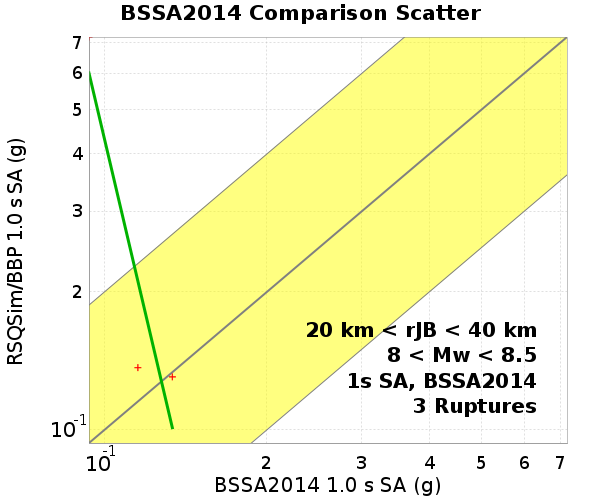 BSSA2014 Comparison Scatter
RSQSim/BBP 1.0 s SA (g)
7
6
5
4
3
2
10-1
20 km < rJB < 40 km
8 < Mw < 8.5
1s SA, BSSA2014
3 Ruptures
10-1 2 3 4 5 6 7
BSSA2014 1.0 s SA (g)